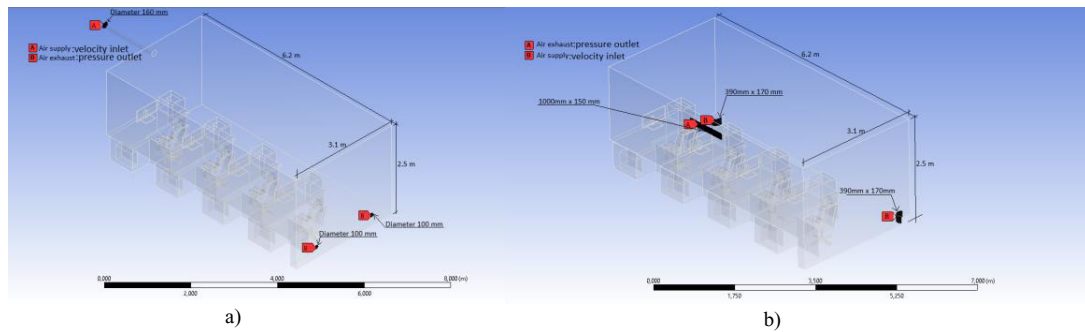 Diameter 160 mm
A
A Air supply:velocity inlet
B Air exhaust:pressure outlet
6.2 m
3.1 m
2.5 m
B
Diameter 100 mm
B
Diameter 100 mm
0,000
4,000
8,000 (m)
2,000
6,000
a)
A Air exhaust:pressure outlet
B Air supply:velocity inlet
6.2 m
390mm x 170 mm
1000mm x 150 mm
A
B
3.1 m
2.5 m
390mm x 170mm
B
0,000
3,500
7,000 (m)
1,750
5,250
b)